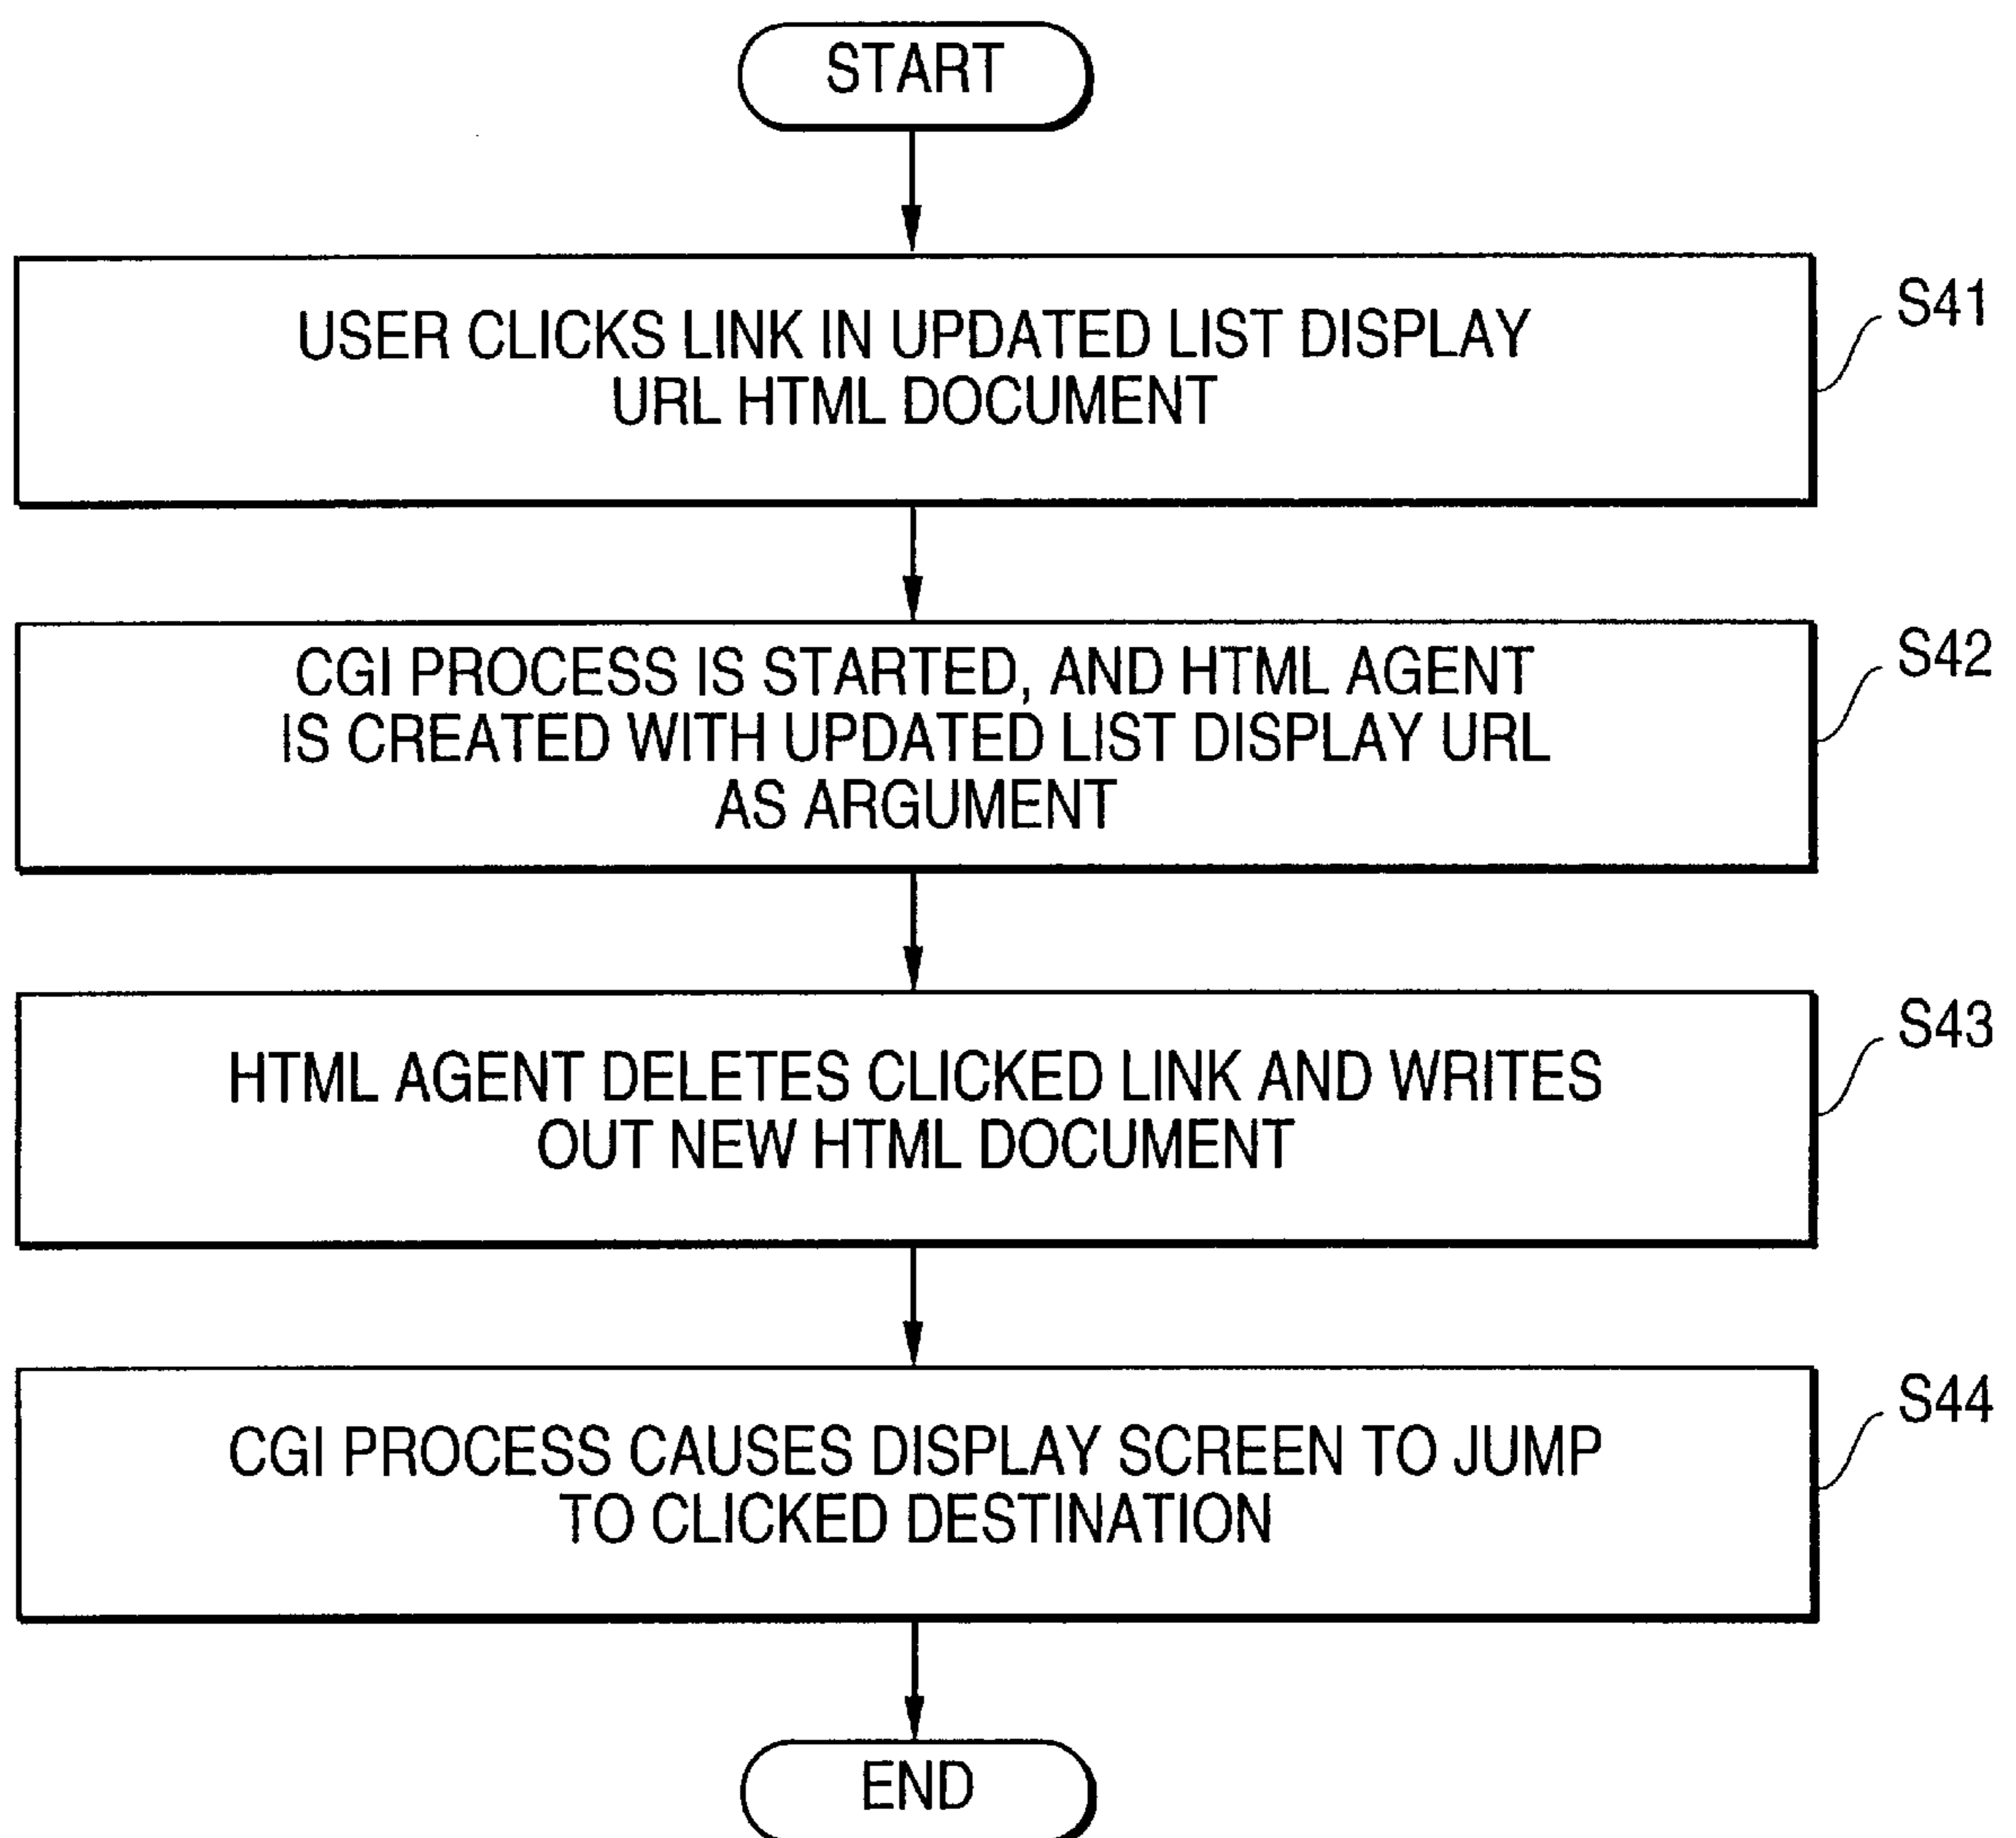 START
USER CLICKS LINK IN UPDATED LIST DISPLAY
URL HTML DOCUMENT
S41
CGI PROCESS IS STARTED, AND HTML AGENT
IS CREATED WITH UPDATED LIST DISPLAY URL
AS ARGUMENT
S42
HTML AGENT DELETES CLICKED LINK AND WRITES
OUT NEW HTML DOCUMENT
S43
CGI PROCESS CAUSES DISPLAY SCREEN TO JUMP
TO CLICKED DESTINATION
S44
END